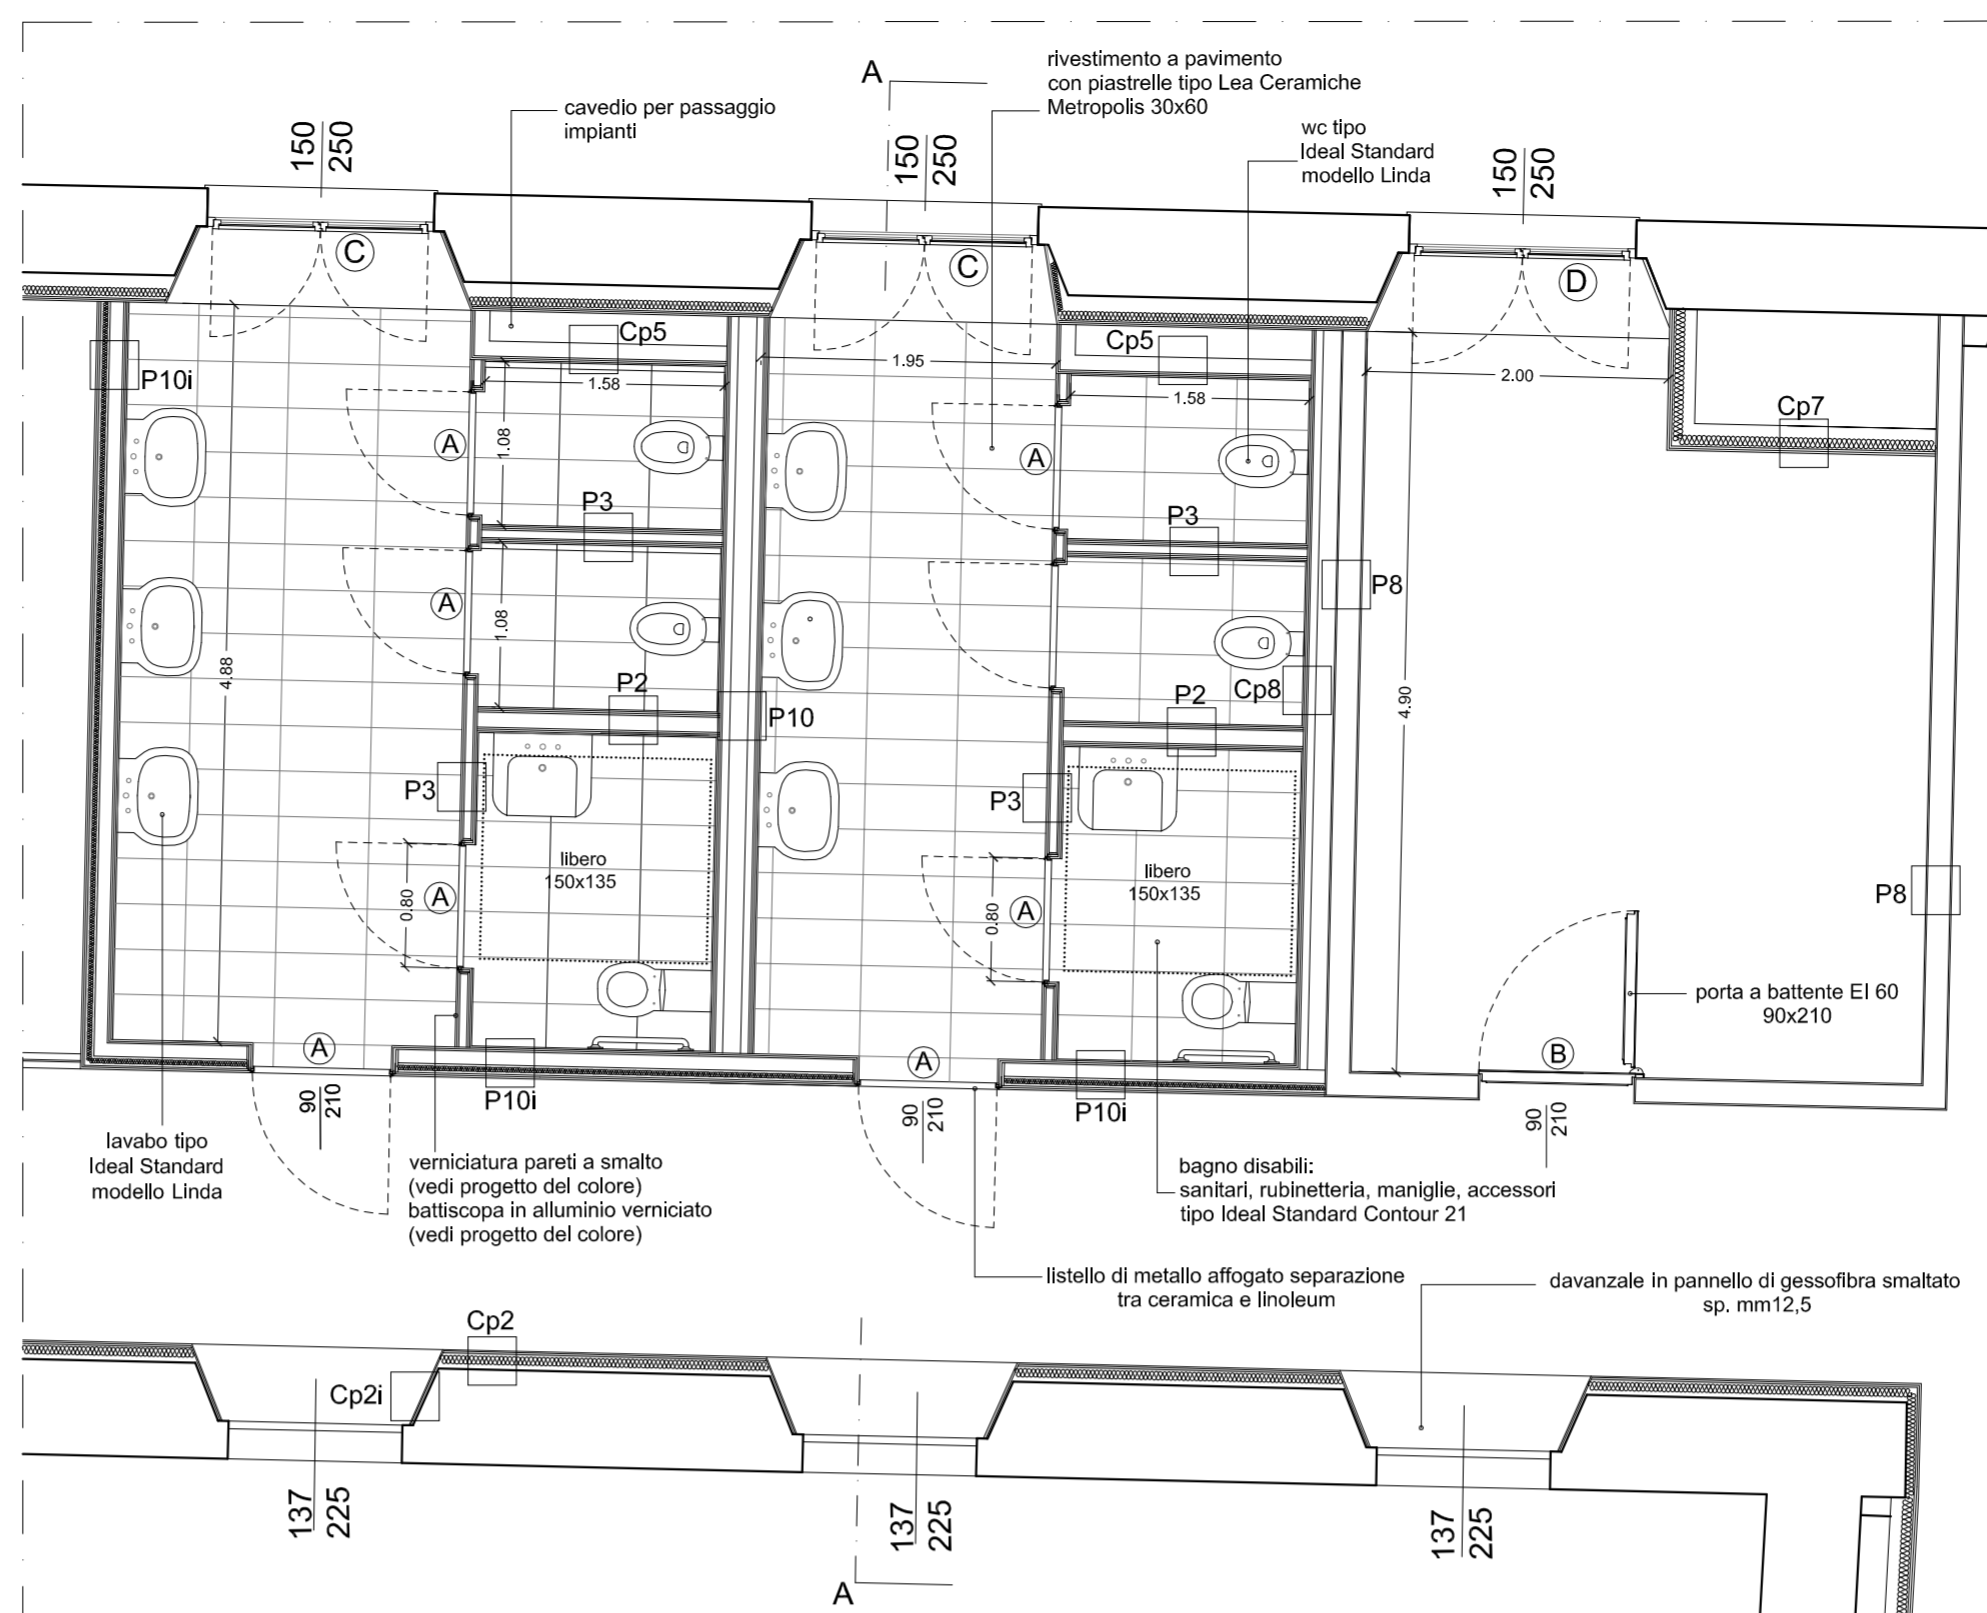 rivestimento a pavimento
con piastrelle tipo Lea Ceramiche
Metropolis 30x60
A
cavedio per passaggio
impianti
wc tipo
Ideal Standard
modello Linda
150
250
150
250
150
250
C
C
D
Cp5
Cp5
1.95
2.00
P10i
1.58
1.58
Cp7
A
1.08
A
P3
P3
P8
A
1.08
4.88
P2
Cp8
P2
4.90
P10
P3
P3
libero
150x135
libero
150x135
A
0.80
A
0.80
P8
porta a battente EI 60
90x210
A
A
B
90
210
P10i
90
210
P10i
90
210
lavabo tipo
Ideal Standard
modello Linda
verniciatura pareti a smalto
(vedi progetto del colore)
battiscopa in alluminio verniciato
(vedi progetto del colore)
bagno disabili:
sanitari, rubinetteria, maniglie, accessori
tipo Ideal Standard Contour 21
listello di metallo affogato separazione
tra ceramica e linoleum
davanzale in pannello di gessofibra smaltato
sp. mm12,5
Cp2
Cp2i
137
225
137
225
137
225
A